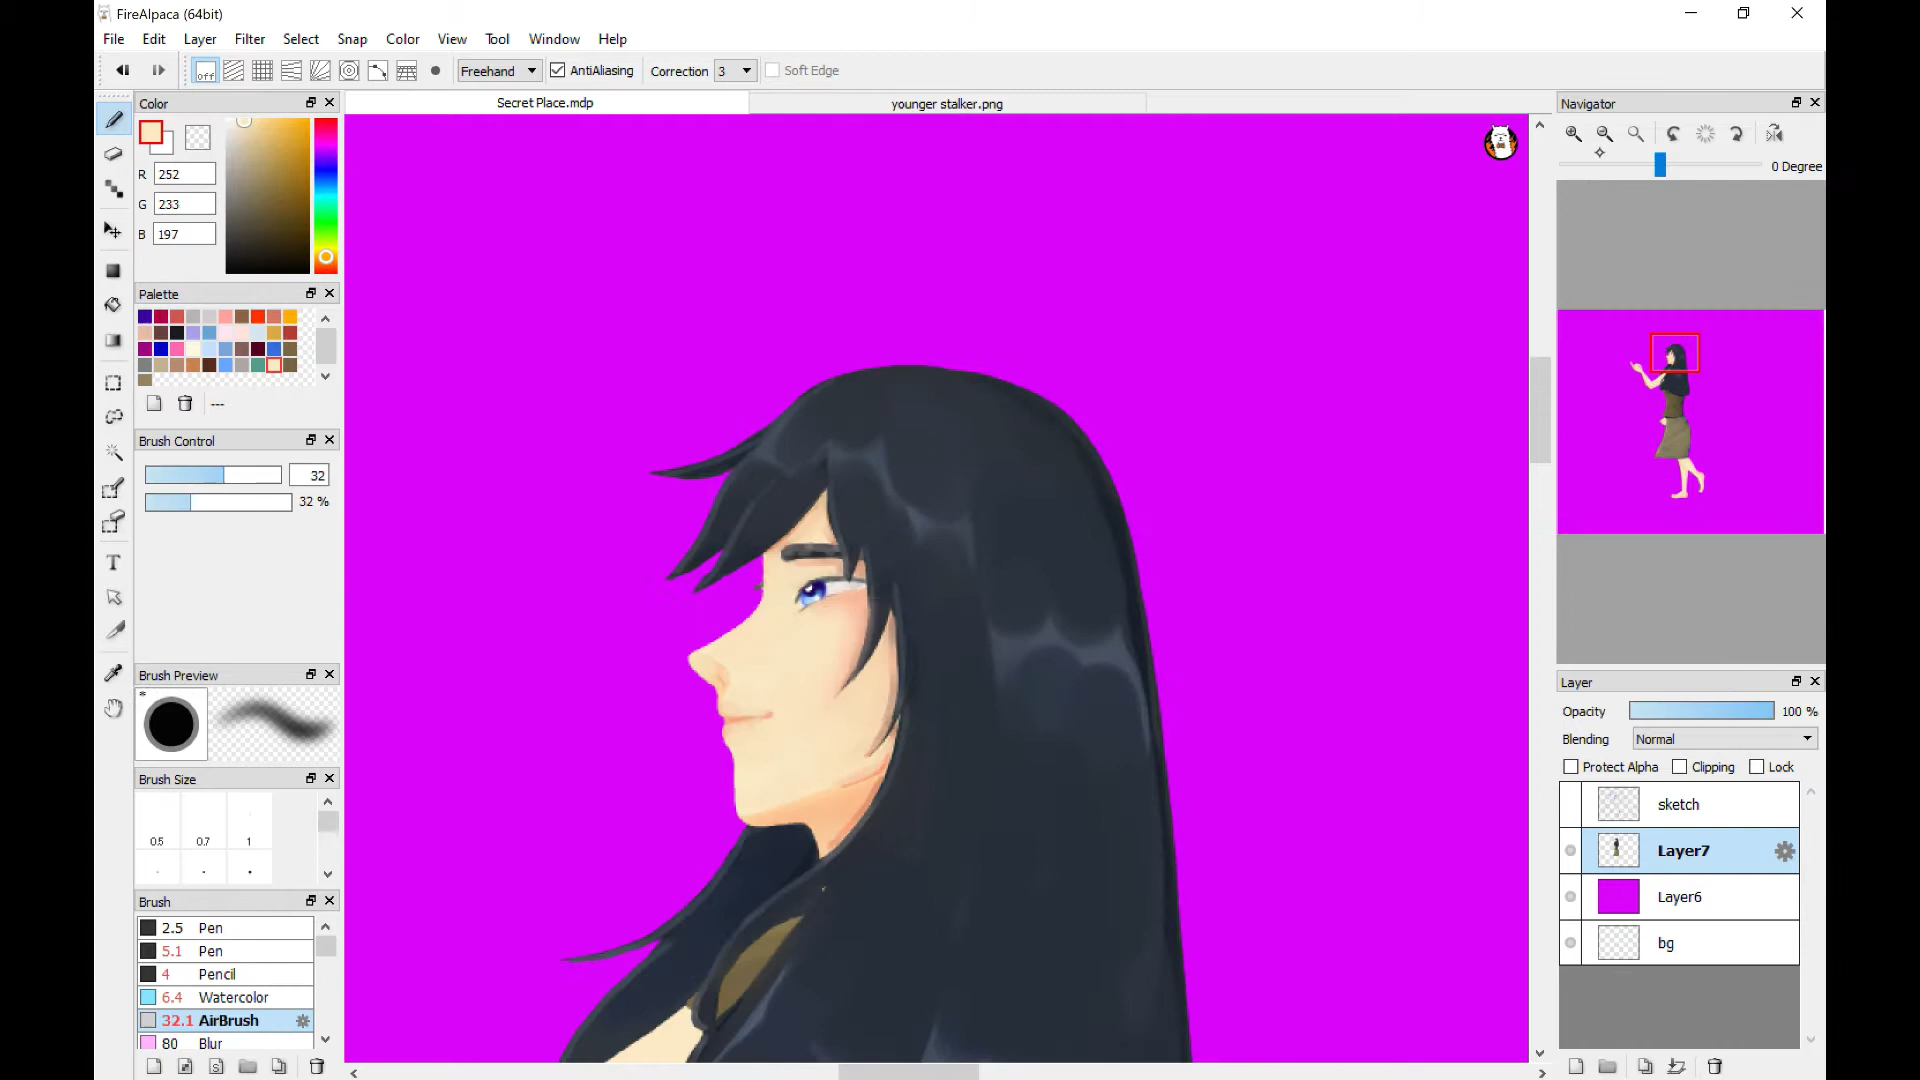 FireAlpaca (64bit)
File Edit Layer Filter Select Snap Color View Tool Window Help
off Freehand AntiAliasing Correction 3 Soft Edge
Color
Secret Place.mdp
younger stalker.png
Navigator
R 252
G 233
B 197
0 Degree
Palette
---
Brush Control
32
32 %
Brush Preview
*
Brush Size
0.5 0.7 1
Brush
2.5 Pen
5.1 Pen
4 Pencil
6.4 Watercolor
32.1 AirBrush
80 Blur
Layer
Opacity 100 %
Blending Normal
Protect Alpha Clipping Lock
sketch
Layer7
Layer6
bg